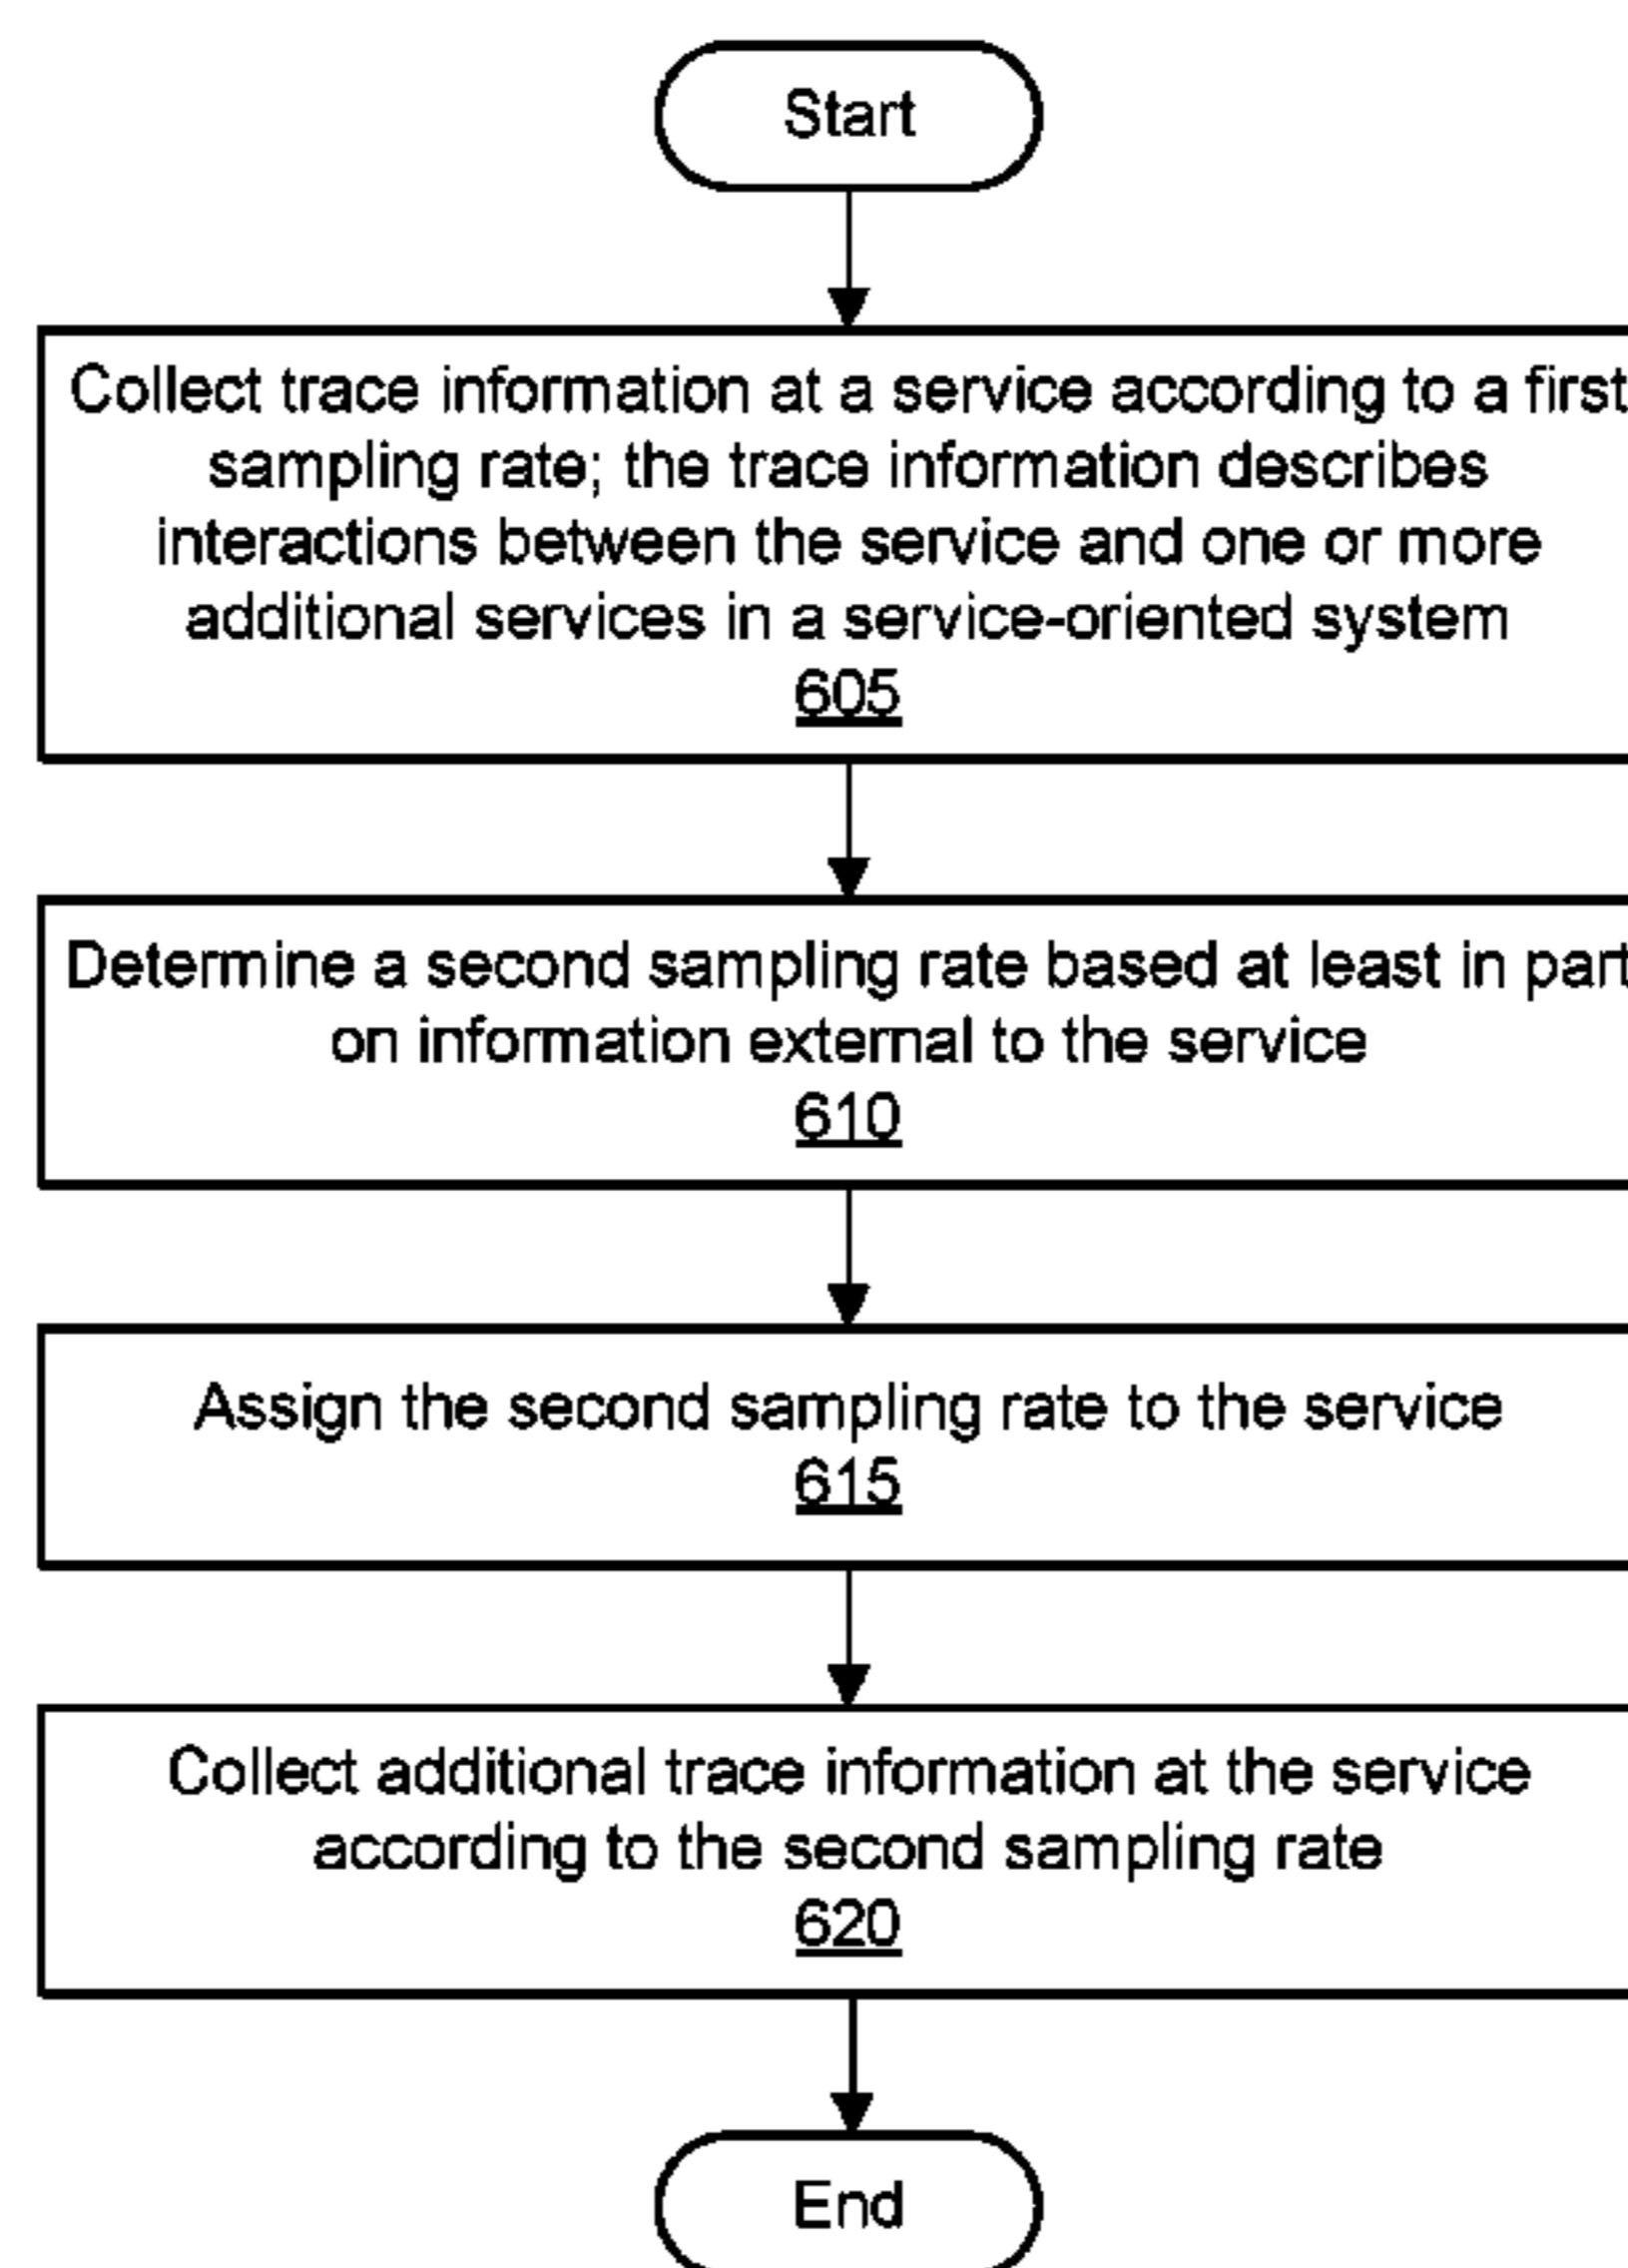 Start
Collect trace information at a service according to a first
sampling rate; the trace information describes
interactions between the service and one or more
additional services in a service-oriented system
605
Determine a second sampling rate based at least in part
on information external to the service
610
Assign the second sampling rate to the service
615
Collect additional trace information at the service
according to the second sampling rate
620
End